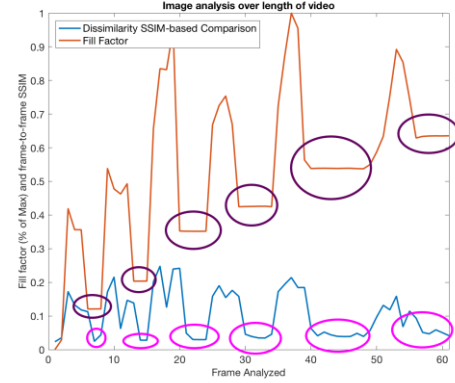 Image analysis over length of video
Dissimilarity SSIM-based Comparison
Fill Factor
Fill factor (% of Max) and frame-to-frame SSIM
1
0.9
0.8
0.7
0.6
0.5
0.4
0.3
0.2
0.1
0
0 10 20 30 40 50 60
Frame Analyzed